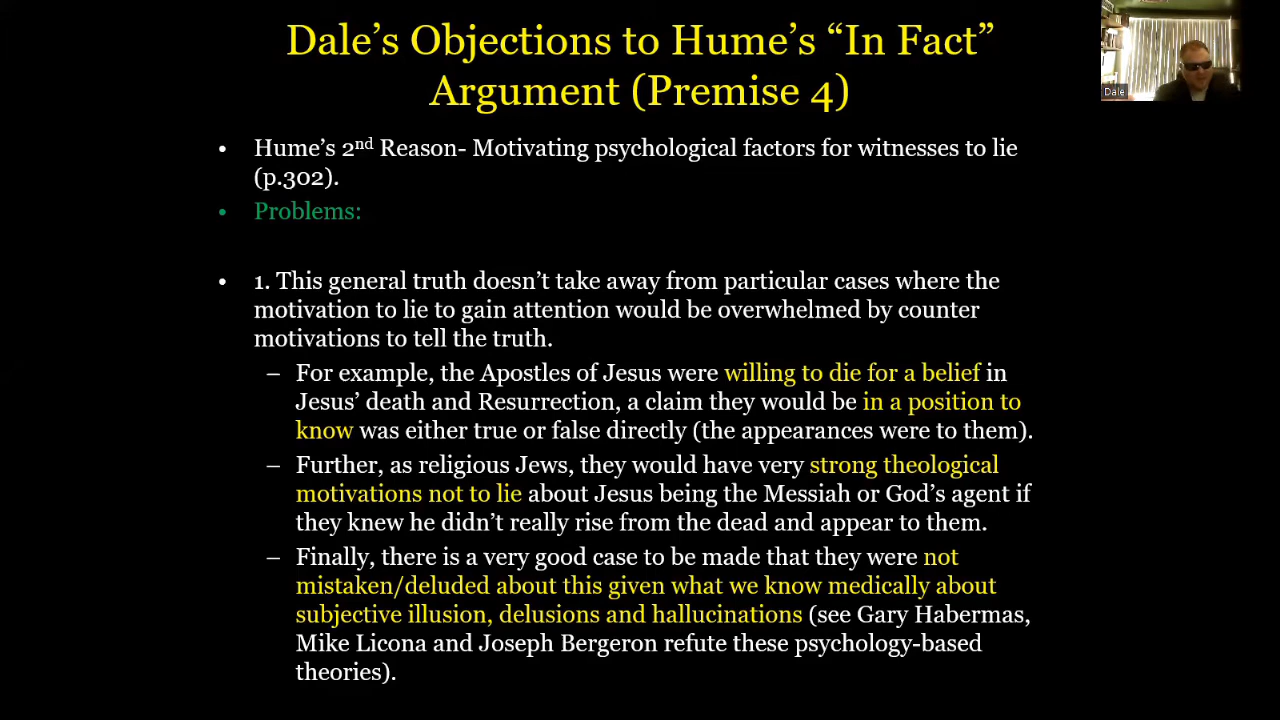 Dale's Objections to Hume's “In Fact”
Argument (Premise 4)
Dale
• Hume's 2nd Reason- Motivating psychological factors for witnesses to lie
(p.302).
• Problems:
• 1. This general truth doesn't take away from particular cases where the
motivation to lie to gain attention would be overwhelmed by counter
motivations to tell the truth.
– For example, the Apostles of Jesus were willing to die for a belief in
Jesus' death and Resurrection, a claim they would be in a position to
know was either true or false directly (the appearances were to them).
– Further, as religious Jews, they would have very strong theological
motivations not to lie about Jesus being the Messiah or God's agent if
they knew he didn't really rise from the dead and appear to them.
– Finally, there is a very good case to be made that they were not
mistaken/deluded about this given what we know medically about
subjective illusion, delusions and hallucinations (see Gary Habermas,
Mike Licona and Joseph Bergeron refute these psychology-based
theories).